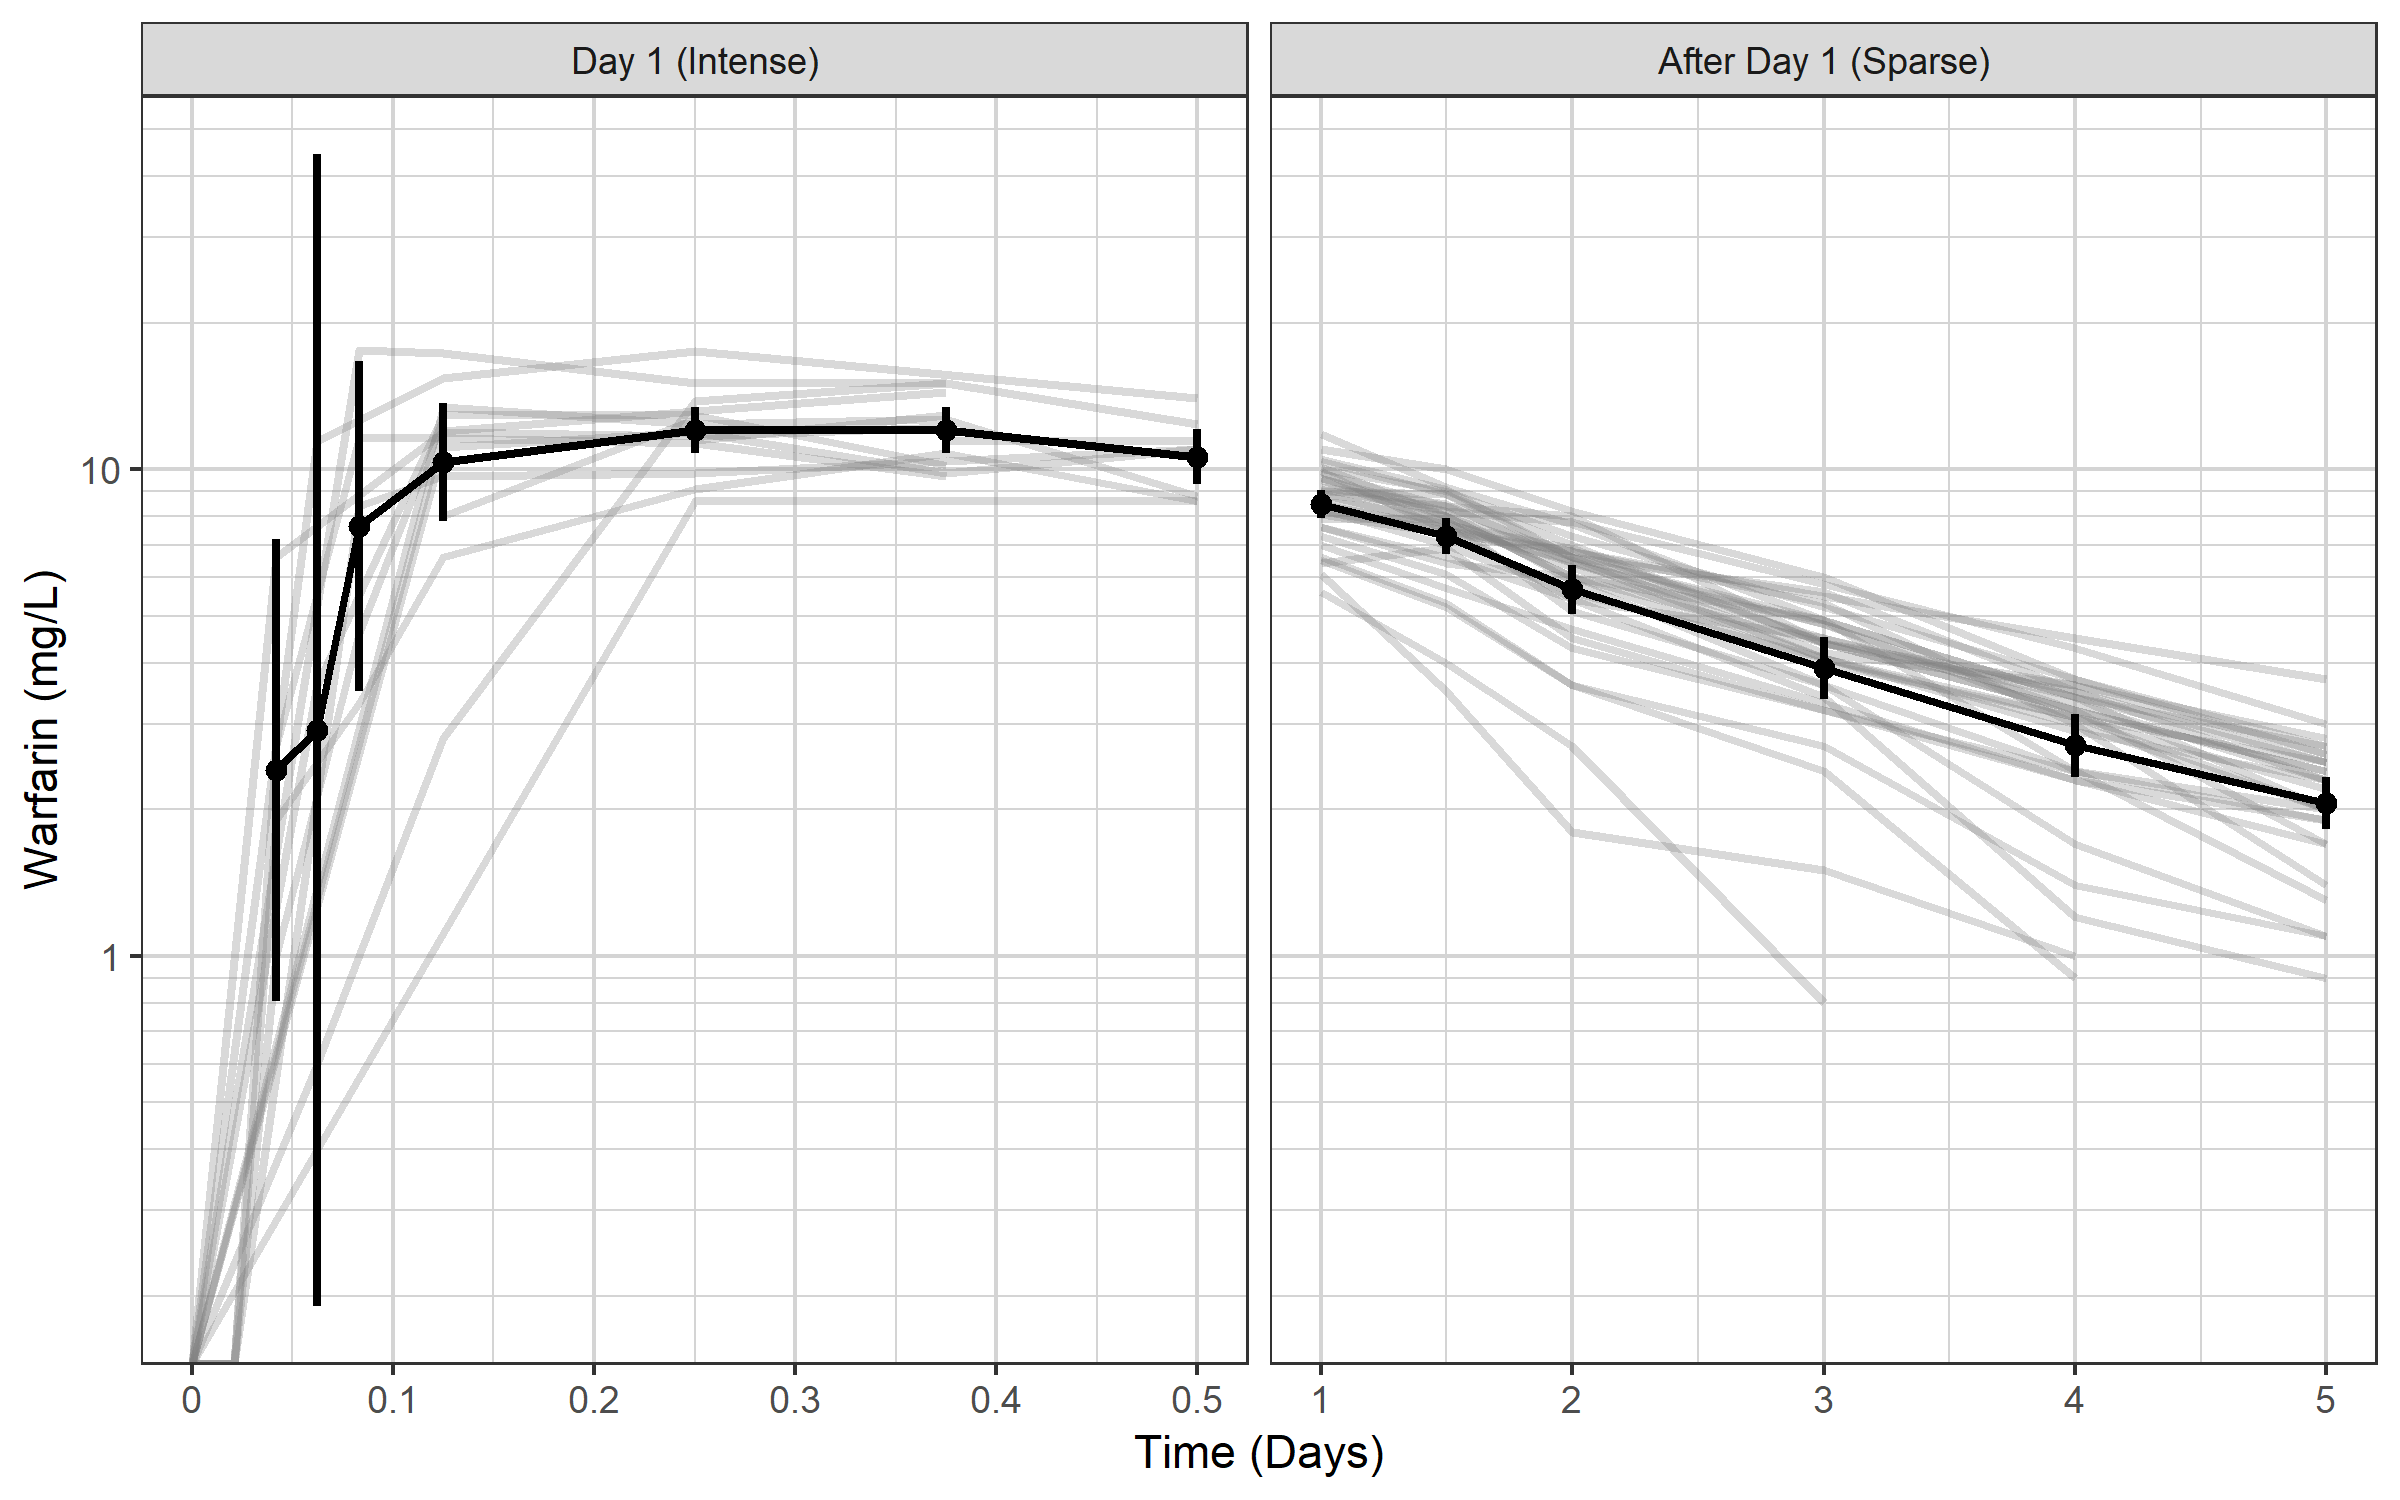 Day 1 (Intense)
After Day 1 (Sparse)
Warfarin (mg/L)
10
1
0 0.1 0.2 0.3 0.4 0.5
1 2 3 4 5
Time (Days)